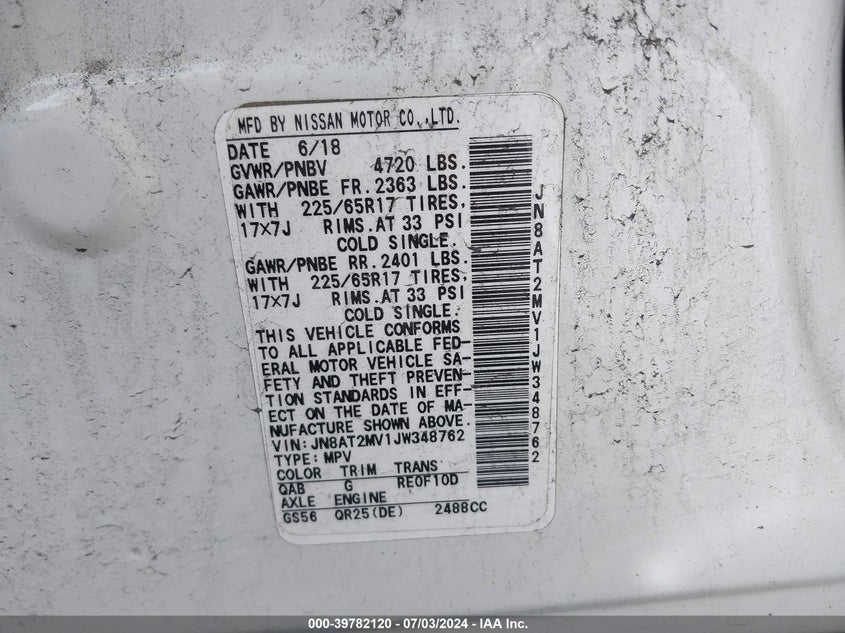 MFD BY NISSAN MOTOR CO.,LTD.
DATE 6/18
GVWR/PNBV 4720 LBS.
GAWR/PNBE FR.2363 LBS.
WITH 225/65R17 TIRES,
17×7J RIMS.AT 33 PSI
COLD SINGLE.
GAWR/PNBE RR.2401 LBS.
WITH 225/65R17 TIRES,
17×7J RIMS.AT 33 PSI
COLD SINGLE.
THIS VEHICLE CONFORMS
TO ALL APPLICABLE FED-
ERAL MOTOR VEHICLE SA-
FETY AND THEFT PREVEN-
TION STANDARDS IN EFF-
ECT ON THE DATE OF MA-
NUFACTURE SHOWN ABOVE.
VIN:JN8AT2MV1JW348762
TYPE:MPV
COLOR TRIM TRANS
QAB G RE0F10D
AXLE ENGINE
GS56 QR25(DE) 2488CC
JN8AT2MV1JW348762
000-39782120 - 07/03/2024 - IAA Inc.